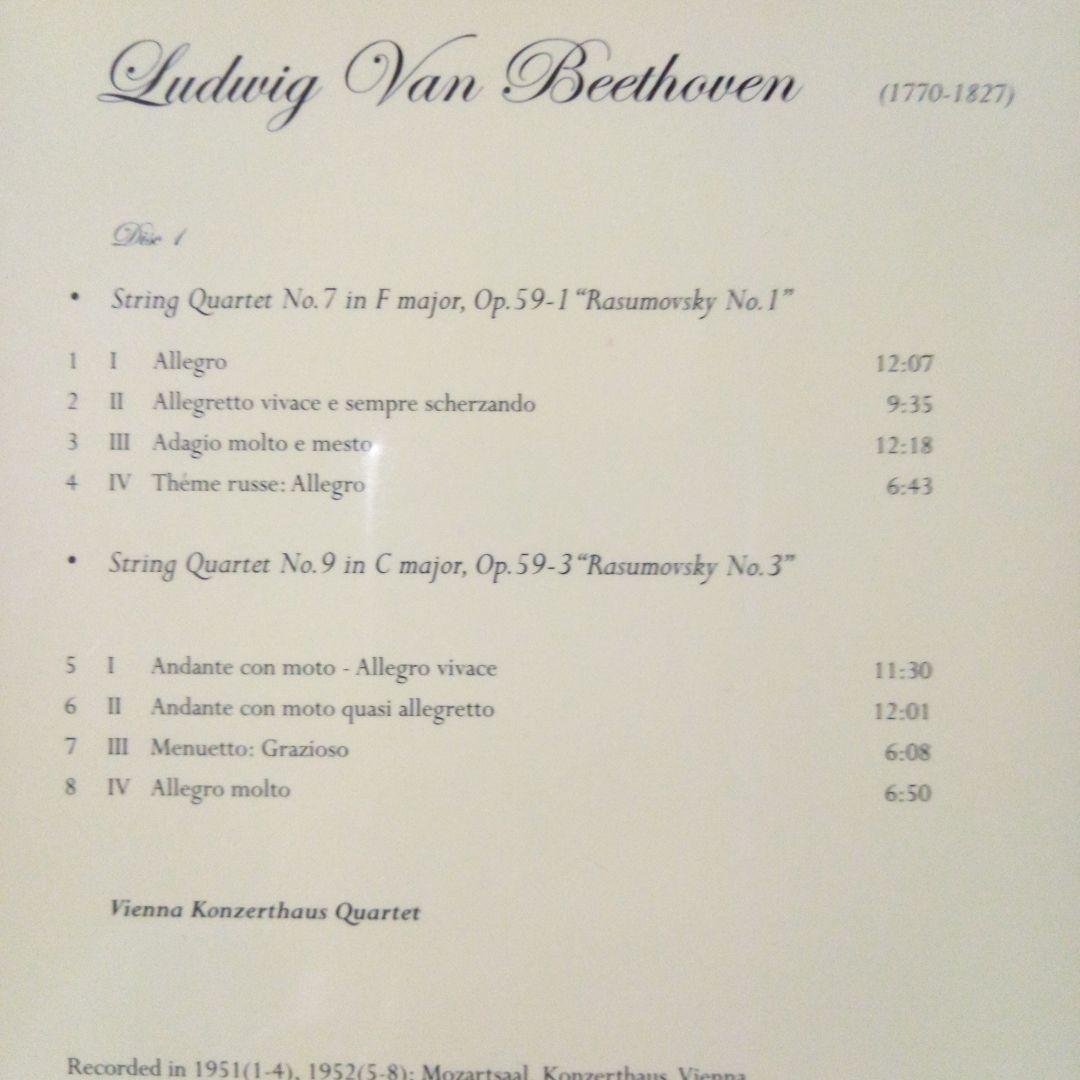 Ludwig Van Beethoven (1770-1827)
Disc 1
• String Quartet No.7 in F major, Op.59-1 “Rasumovsky No.1”
1 I Allegro 12:07
2 II Allegretto vivace e sempre scherzando 9:35
3 III Adagio molto e mesto 12:18
4 IV Théme russe: Allegro 6:43
• String Quartet No.9 in C major, Op.59-3 “Rasumovsky No.3”
5 I Andante con moto - Allegro vivace 11:30
6 II Andante con moto quasi allegretto 12:01
7 III Menuetto: Grazioso 6:08
8 IV Allegro molto 6:50
Vienna Konzerthaus Quartet
Recorded in 1951(1-4), 1952(5-8): Mozartsaal, Konzerthaus, Vienna